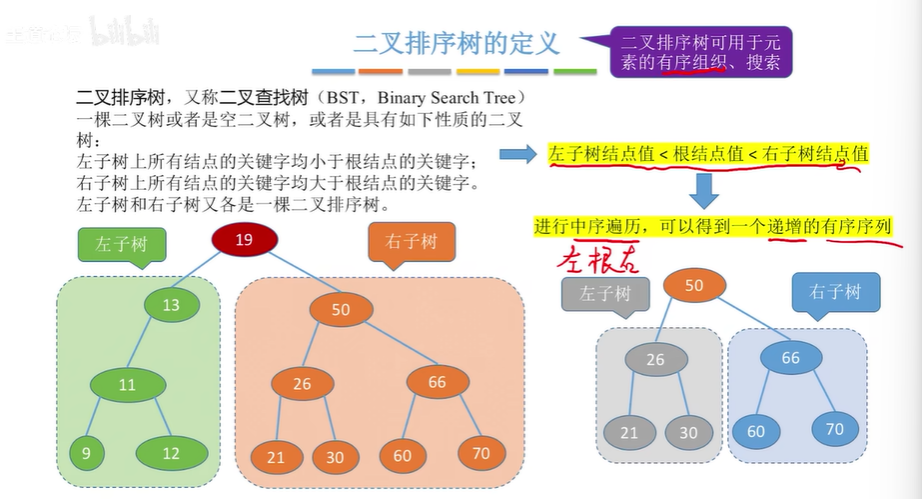 bilibili
二叉排序树的定义
二叉排序树可用于元
素的有序组织、搜索
二叉排序树，又称二叉查找树（BST，Binary Search Tree）
一棵二叉树或者是空二叉树，或者是具有如下性质的二叉
树：
左子树上所有结点的关键字均小于根结点的关键字；
右子树上所有结点的关键字均大于根结点的关键字。
左子树和右子树又各是一棵二叉排序树。
左子树结点值 < 根结点值 < 右子树结点值
进行中序遍历，可以得到一个递增的有序序列
左根右
左子树
19
右子树
13
50
11
26
66
9
12
21
30
60
70
左子树
50
右子树
26
66
21
30
60
70